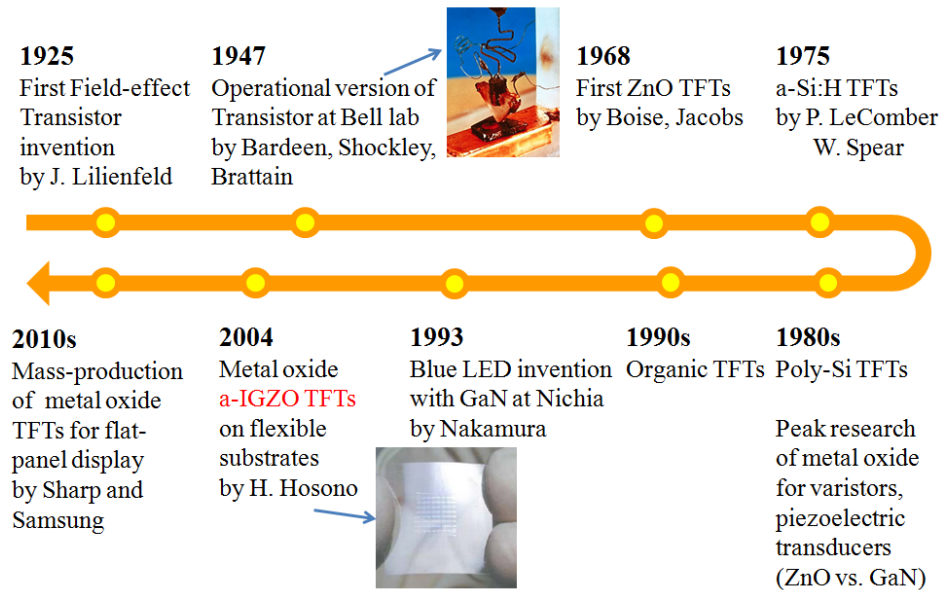 1925
First Field-effect
Transistor
invention
by J. Lilienfeld
1947
Operational version of
Transistor at Bell lab
by Bardeen, Shockley,
Brattain
1968
First ZnO TFTs
by Boise, Jacobs
1975
a-Si:H TFTs
by P. LeComber
W. Spear
2010s
Mass-production
of metal oxide
TFTs for flat-
panel display
by Sharp and
Samsung
2004
Metal oxide
a-IGZO TFTs
on flexible
substrates
by H. Hosono
1993
Blue LED invention
with GaN at Nichia
by Nakamura
1990s
Organic TFTs
1980s
Poly-Si TFTs
Peak research
of metal oxide
for varistors,
piezoelectric
transducers
(ZnO vs. GaN)